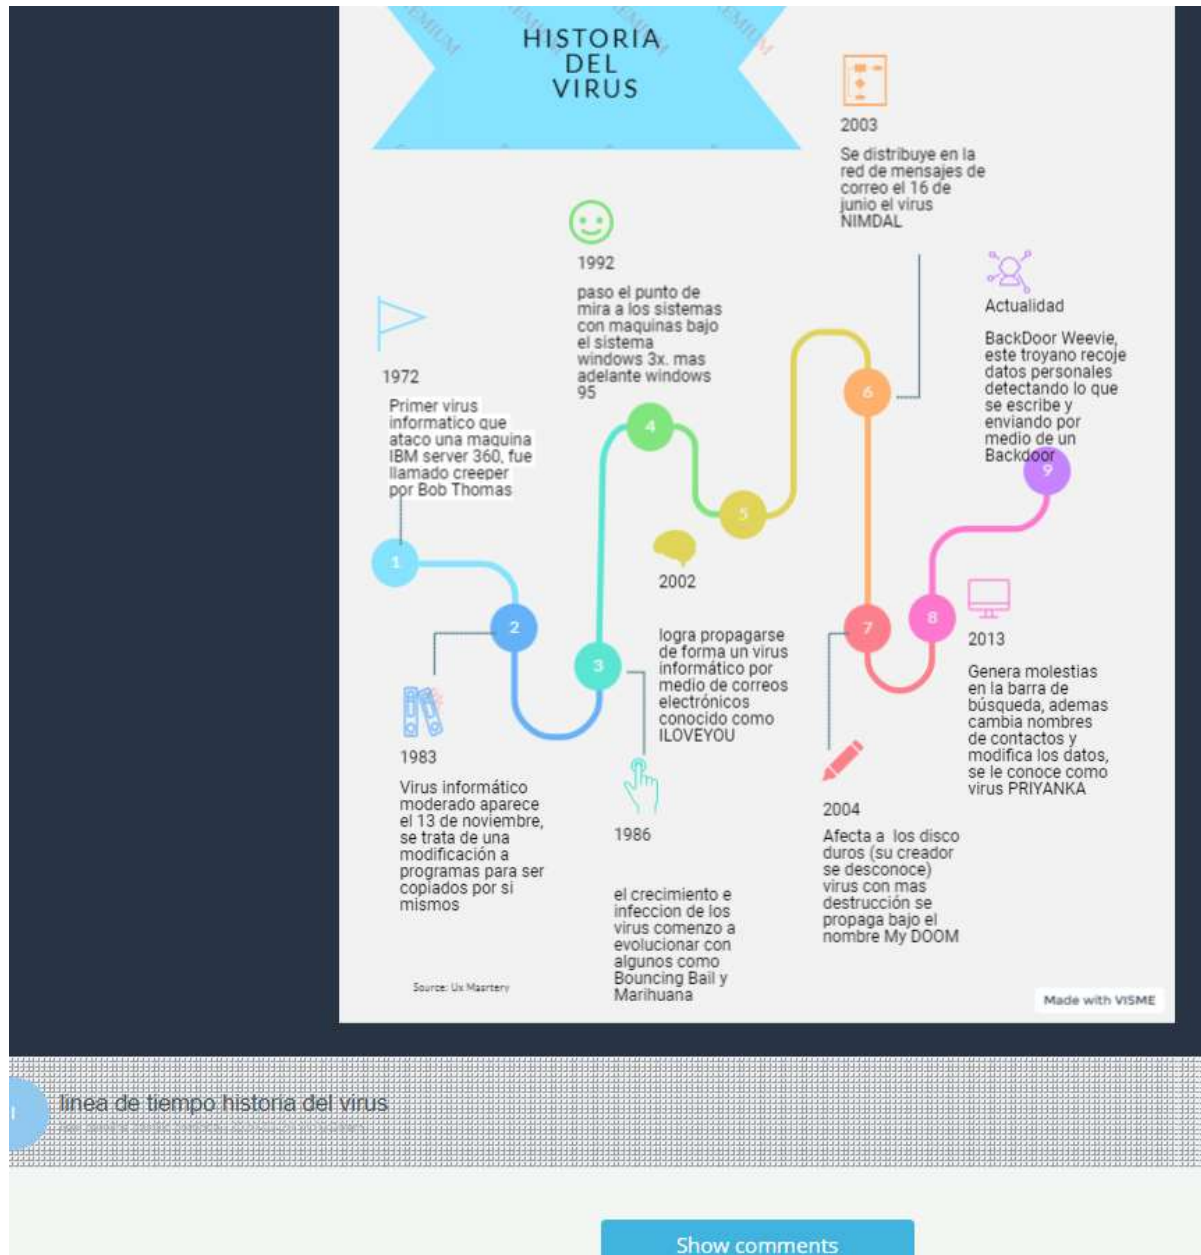 HISTORIA
DEL
VIRUS
1972
Primer virus
informatico que
ataco una maquina
IBM server 360, fue
llamado creeper
por Bob Thomas
1
2
1983
Virus informático
moderado aparece
el 13 de noviembre,
se trata de una
modificación a
programas para ser
copiados por si
mismos
3
1986
el crecimiento e
infeccion de los
virus comenzo a
evolucionar con
algunos como
Bouncing Bail y
Marihuana
1992
paso el punto de
mira a los sistemas
con maquinas bajo
el sistema
windows 3x. mas
adelante windows
95
4
5
2002
logra propagarse
de forma un virus
informático por
medio de correos
electrónicos
conocido como
ILOVEYOU
2003
Se distribuye en la
red de mensajes de
correo el 16 de
junio el virus
NIMDAL
6
7
2004
Afecta a los disco
duros (su creador
se desconoce)
virus con mas
destrucción se
propaga bajo el
nombre My DOOM
8
2013
Genera molestias
en la barra de
búsqueda, ademas
cambia nombres
de contactos y
modifica los datos,
se le conoce como
virus PRIYANKA
Actualidad
BackDoor Weevie,
este troyano recoje
datos personales
detectando lo que
se escribe y
enviando por
medio de un
Backdoor
9
Source: Ux Maartery
Made with VISME
linea de tiempo historia del virus
Show comments